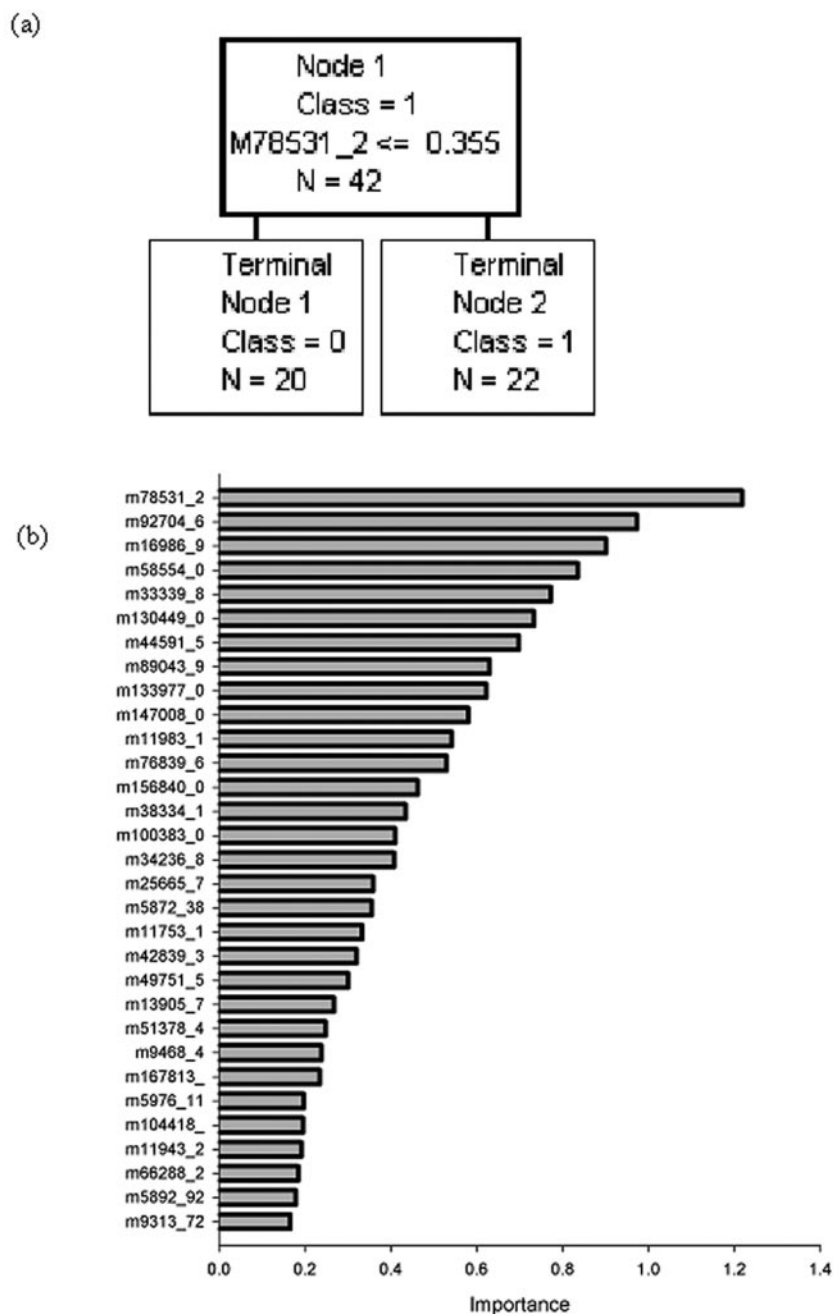 (a)
Node 1
Class = 1
M78531_2 <= 0.355
N = 42
Terminal
Node 1
Class = 0
N = 20
Terminal
Node 2
Class = 1
N = 22
(b)
m78531_2
m92704_6
m16986_9
m58554_0
m33339_8
m130449_0
m44591_5
m89043_9
m133977_0
m147008_0
m11983_1
m76839_6
m156840_0
m38334_1
m100383_0
m34236_8
m25665_7
m5872_38
m11753_1
m42839_3
m49751_5
m13905_7
m51378_4
m9468_4
m167813_
m5976_11
m104418_
m11943_2
m66288_2
m5892_92
m9313_72
0.0 0.2 0.4 0.6 0.8 1.0 1.2 1.4
Importance